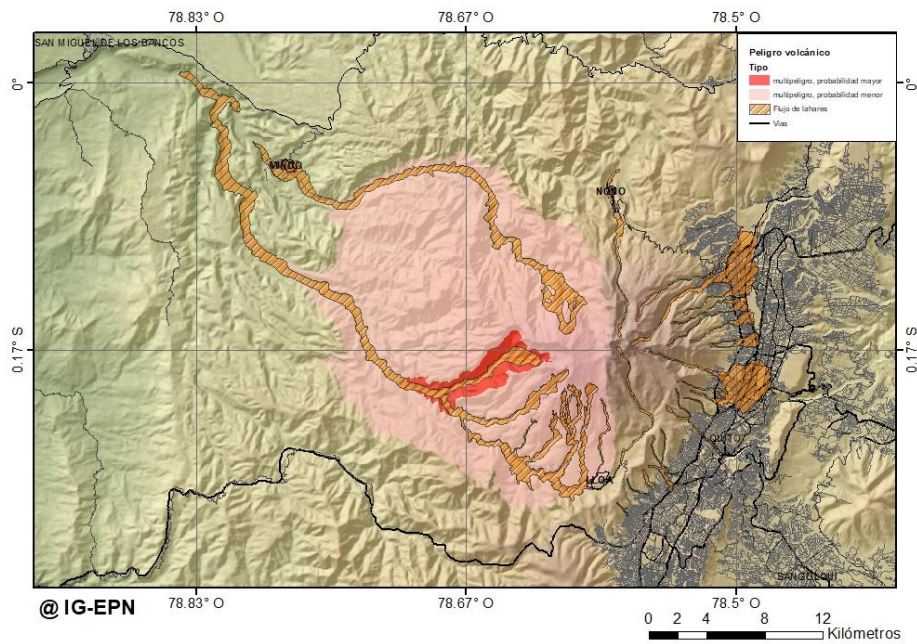 78.83° O 78.67° O 78.5° O
SAN MIGUEL DE LOS BANCOS
Peligro volcánico
Tipo
multipeligro, probabilidad mayor
multipeligro, probabilidad menor
Flujo de lahares
Vías
0° 0°
MINDO
NONO
0.17° S 0.17° S
QUITO
LLOA
SANGOLQUI
@ IG-EPN
78.83° O 78.67° O 78.5° O
0 2 4 8 12
Kilómetros